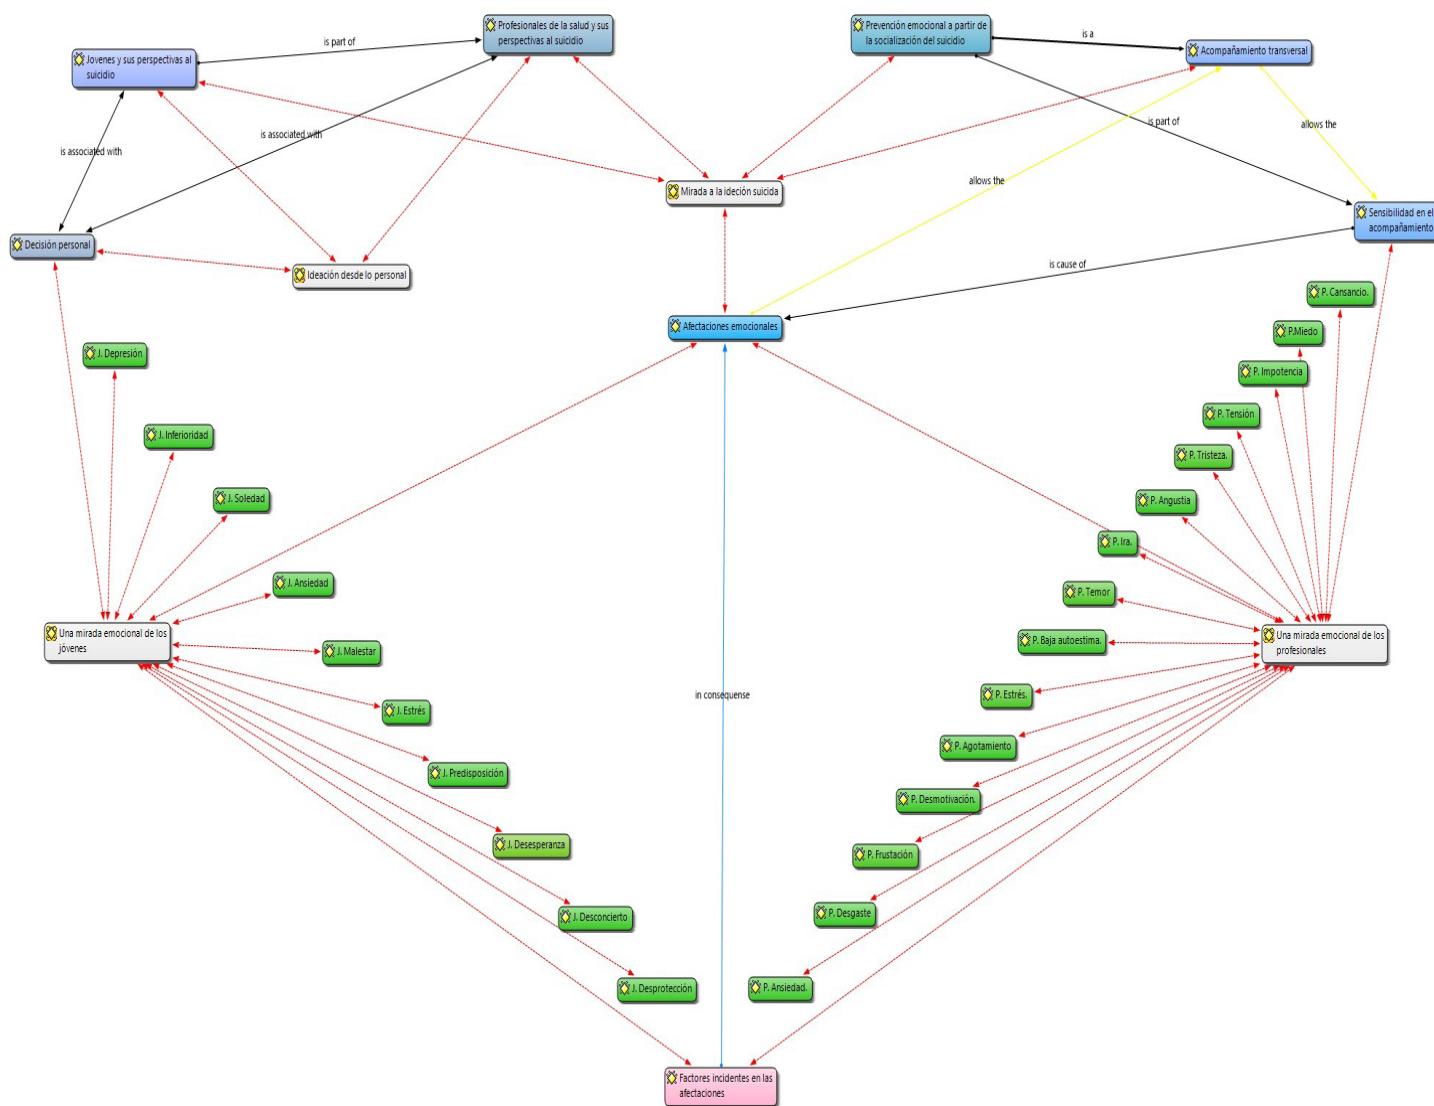 Profesionales de la salud y sus
perspectivas al suicidio
Prevención emocional a partir de
la socialización del suicidio
is a
is part of
Acompañamiento transversal
Jovenes y sus perspectivas al
suicidio
is associated with
is part of
allows the
is associated with
allows the
Mirada a la ideción suicida
Sensibilidad en el
acompañamiento
Decisión personal
Ideación desde lo personal
is cause of
P. Cansancio.
Afectaciones emocionales
P.Miedo
J. Depresión
P. Impotencia
P. Tensión
J. Inferioridad
P. Tristeza.
J. Soledad
P. Angustia
P. Ira.
J. Ansiedad
P. Temor
Una mirada emocional de los
jóvenes
J. Malestar
P. Baja autoestima.
Una mirada emocional de los
profesionales
in consequense
P. Estrés.
J. Estrés
P. Agotamiento
J. Predisposición
P. Desmotivación.
J. Desesperanza
P. Frustación
J. Desconcierto
P. Desgaste
J. Desprotección
P. Ansiedad.
Factores incidentes en las
afectaciones